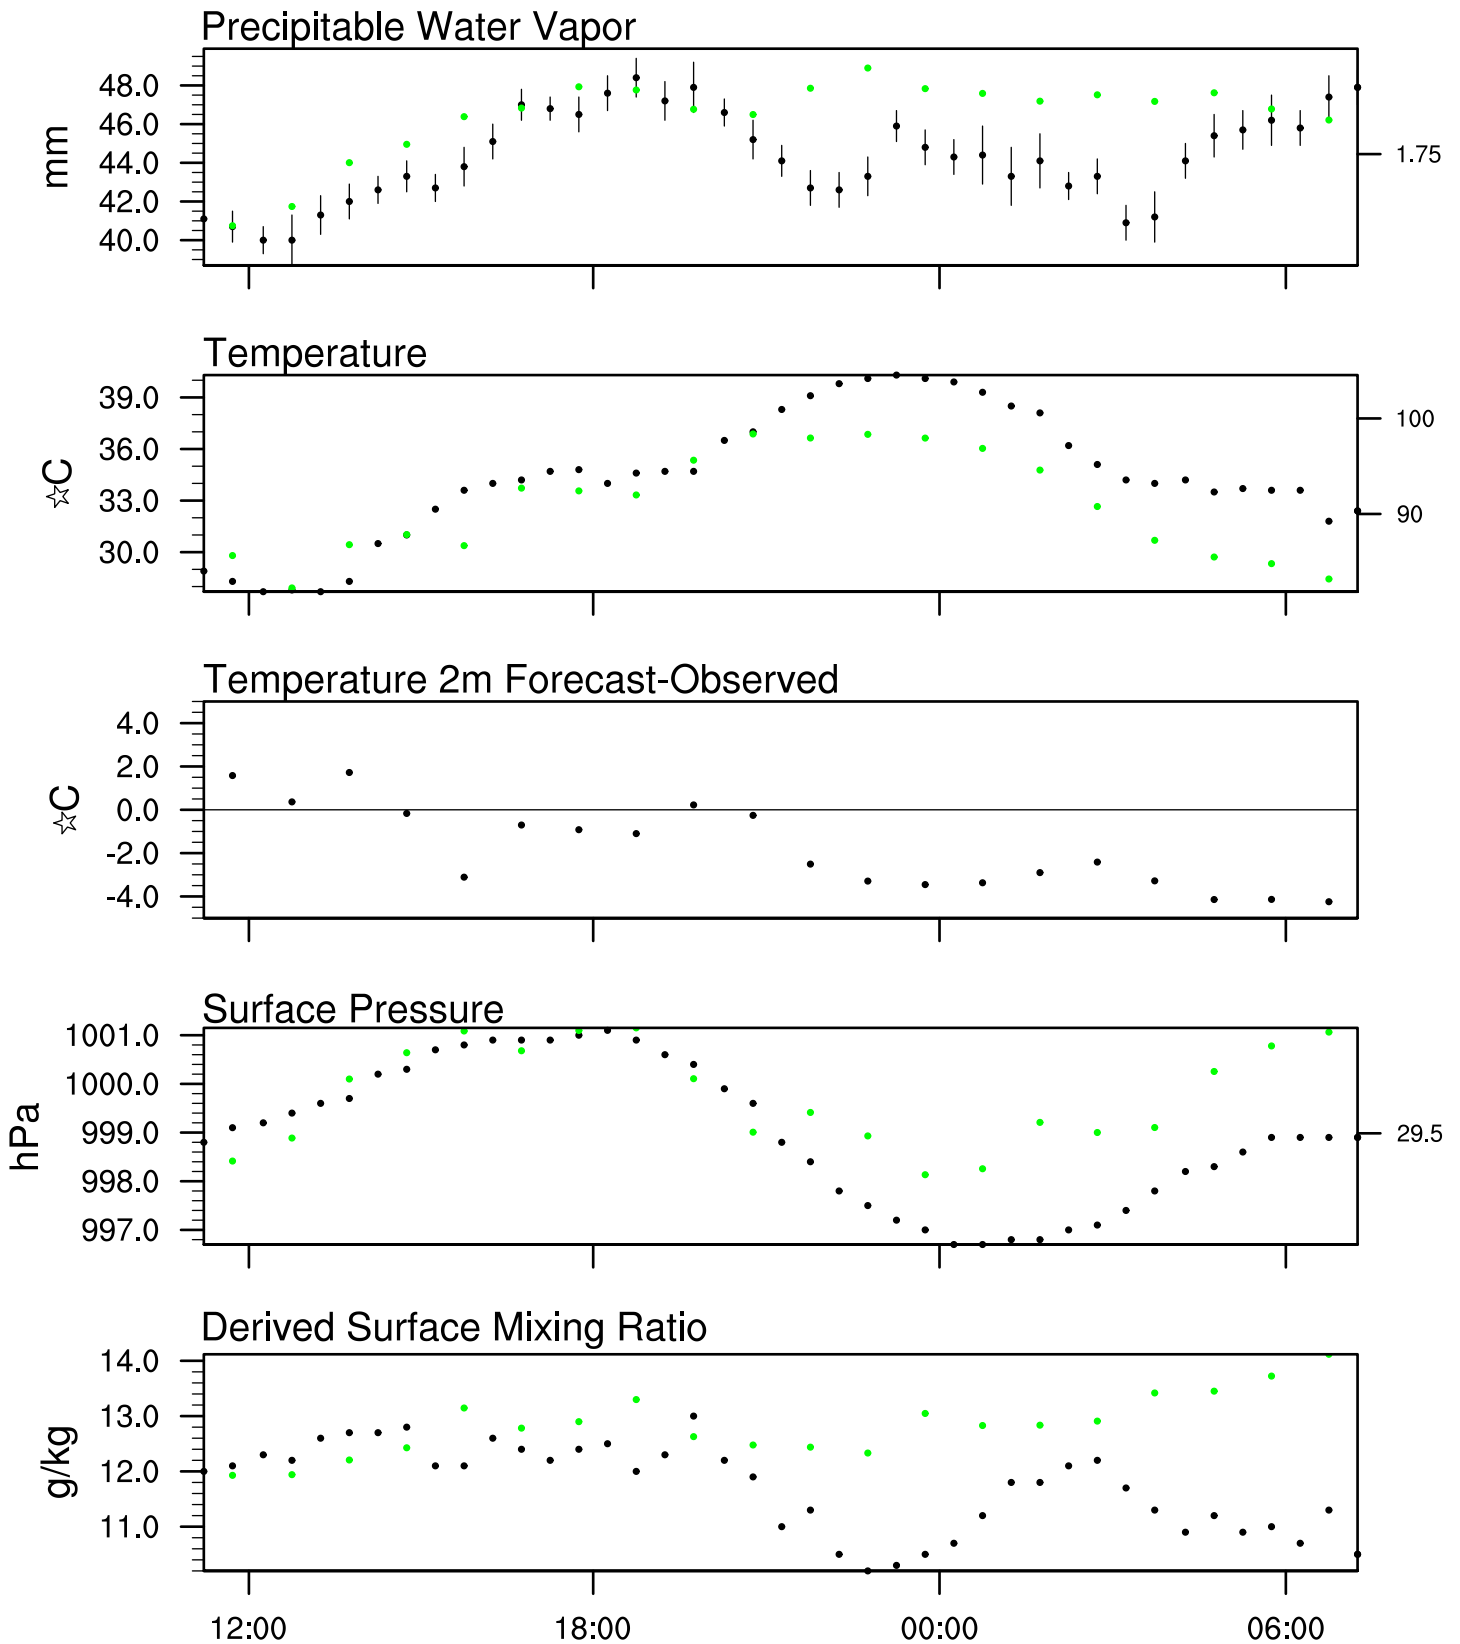 Precipitable Water Vapor
48.0
46.0
44.0
42.0
40.0
mm
1.75
Temperature
39.0
36.0
33.0
30.0
☆C
100
90
Temperature 2m Forecast-Observed
4.0
2.0
0.0
-2.0
-4.0
☆C
Surface Pressure
1001.0
1000.0
999.0
998.0
997.0
hPa
29.5
Derived Surface Mixing Ratio
14.0
13.0
12.0
11.0
g/kg
12:00 18:00 00:00 06:00